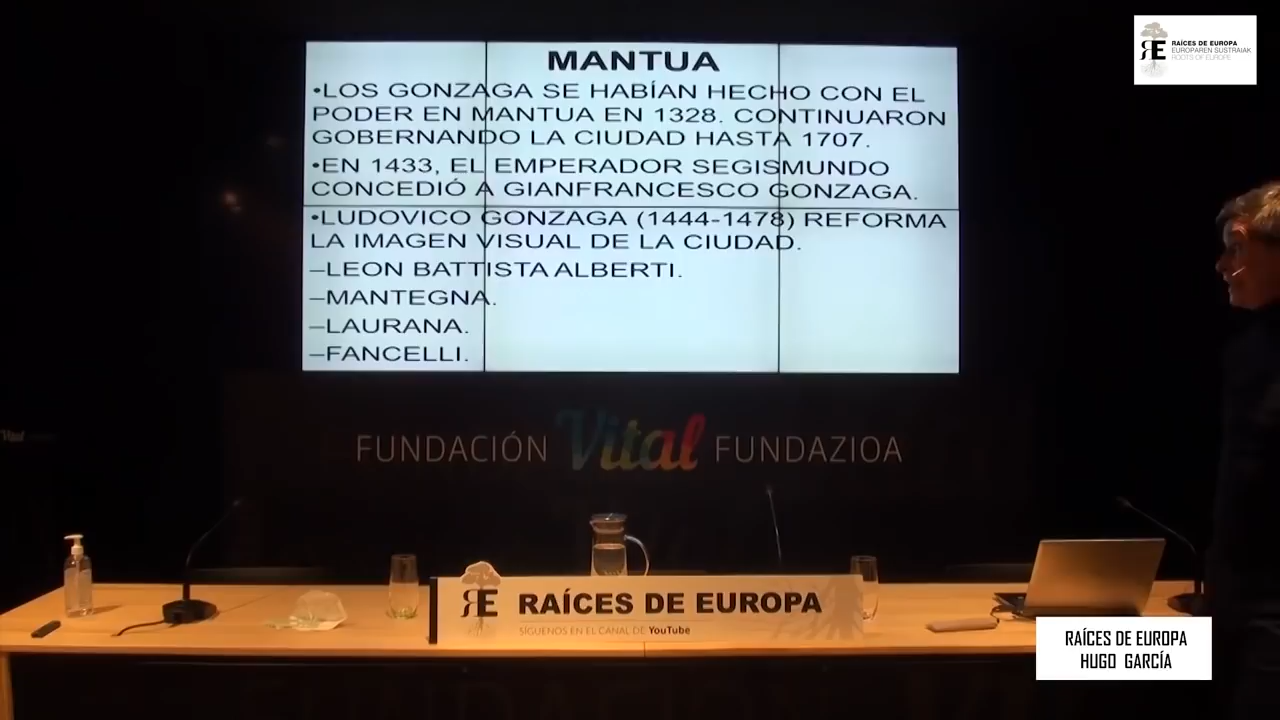 MANTUA
•LOS GONZAGA SE HABÍAN HECHO CON EL
PODER EN MANTUA EN 1328. CONTINUARON
GOBERNANDO LA CIUDAD HASTA 1707.
•EN 1433, EL EMPERADOR SEGISMUNDO
CONCEDIÓ A GIANFRANCESCO GONZAGA.
•LUDOVICO GONZAGA (1444-1478) REFORMA
LA IMAGEN VISUAL DE LA CIUDAD.
–LEON BATTISTA ALBERTI.
–MANTEGNA.
–LAURANA.
–FANCELLI.
RE
RAÍCES DE EUROPA
EUROPAREN SUSTRAIAK
ROOTS OF EUROPE
FUNDACIÓN Vital FUNDAZIOA
Vital
RE RAÍCES DE EUROPA
SÍGUENOS EN EL CANAL DE YouTube
RAÍCES DE EUROPA
HUGO GARCÍA